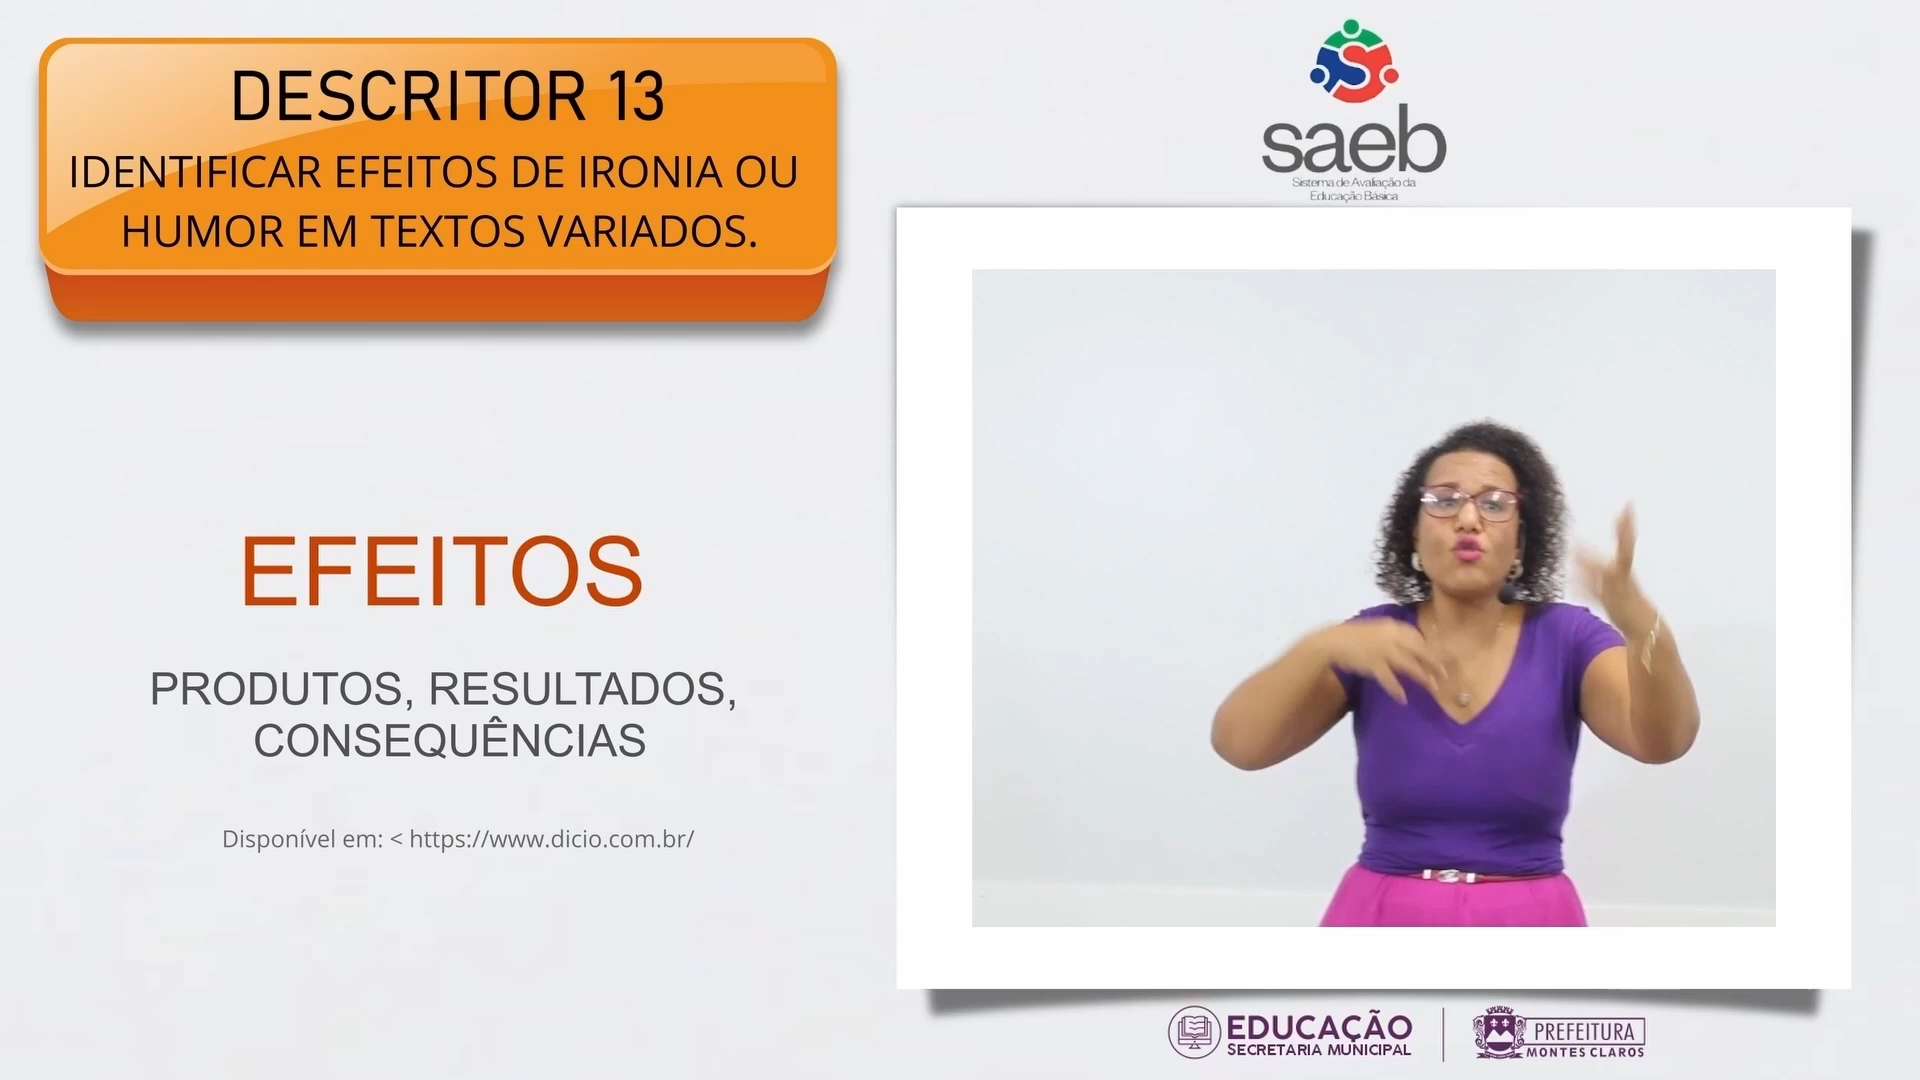 DESCRITOR 13
IDENTIFICAR EFEITOS DE IRONIA OU
HUMOR EM TEXTOS VARIADOS.
saeb
Sistema de Avaliação da
Educação Básica
EFEITOS
PRODUTOS, RESULTADOS,
CONSEQUÊNCIAS
Disponível em: < https://www.dicio.com.br/
EDUCAÇÃO
SECRETARIA MUNICIPAL
PREFEITURA
MONTES CLAROS